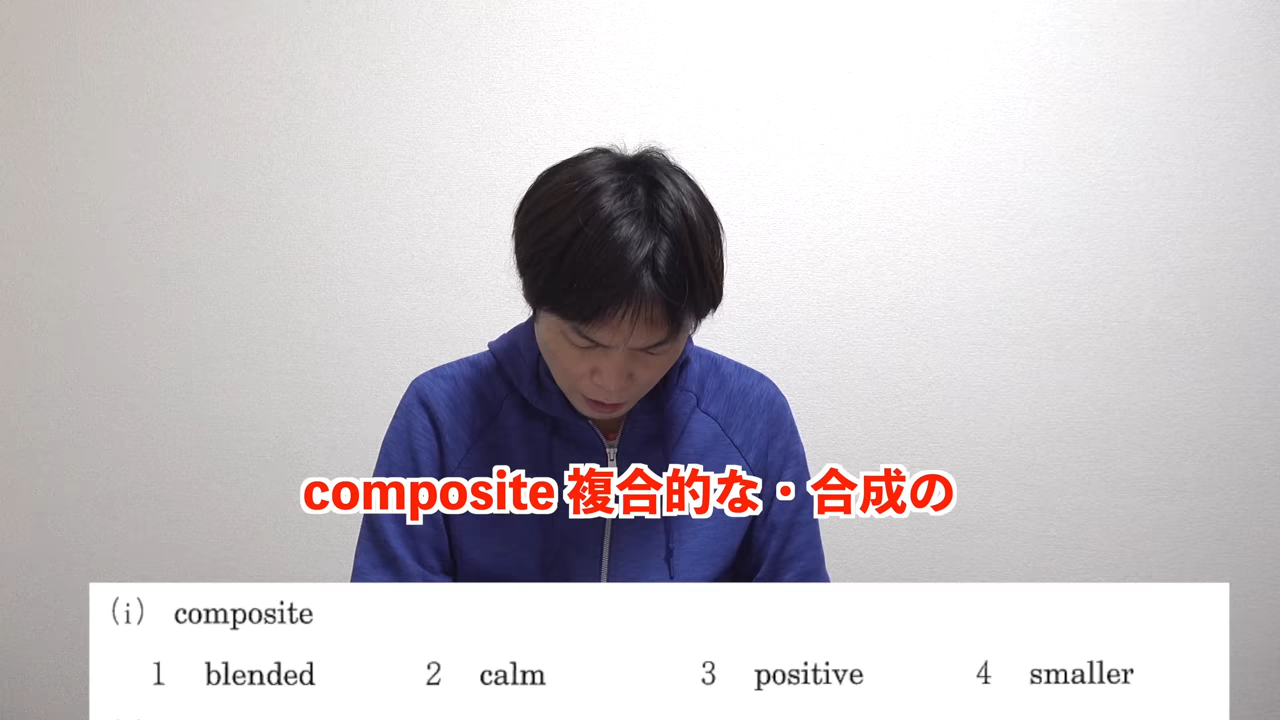 composite 複合的な・合成の
(i) composite
1 blended 2 calm 3 positive 4 smaller